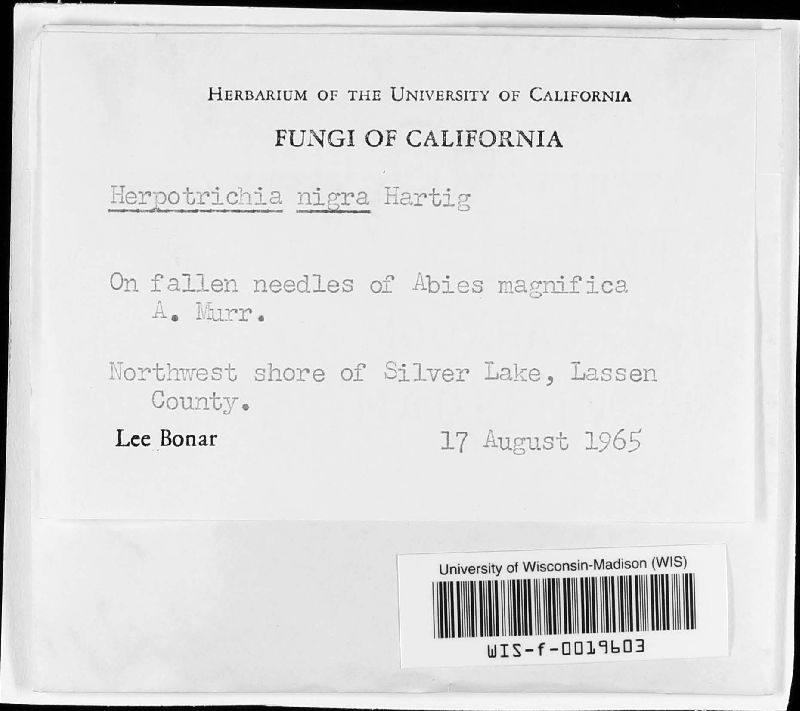 HERBARIUM OF THE UNIVERSITY OF CALIFORNIA
FUNGI OF CALIFORNIA
Herpotrichia nigra Hartig
On fallen needles of Abies magnifica
A. Murr.
Northwest shore of Silver Lake, Lassen
County.
Lee Bonar 17 August 1965
University of Wisconsin-Madison (WIS)
WIS-f-0019603